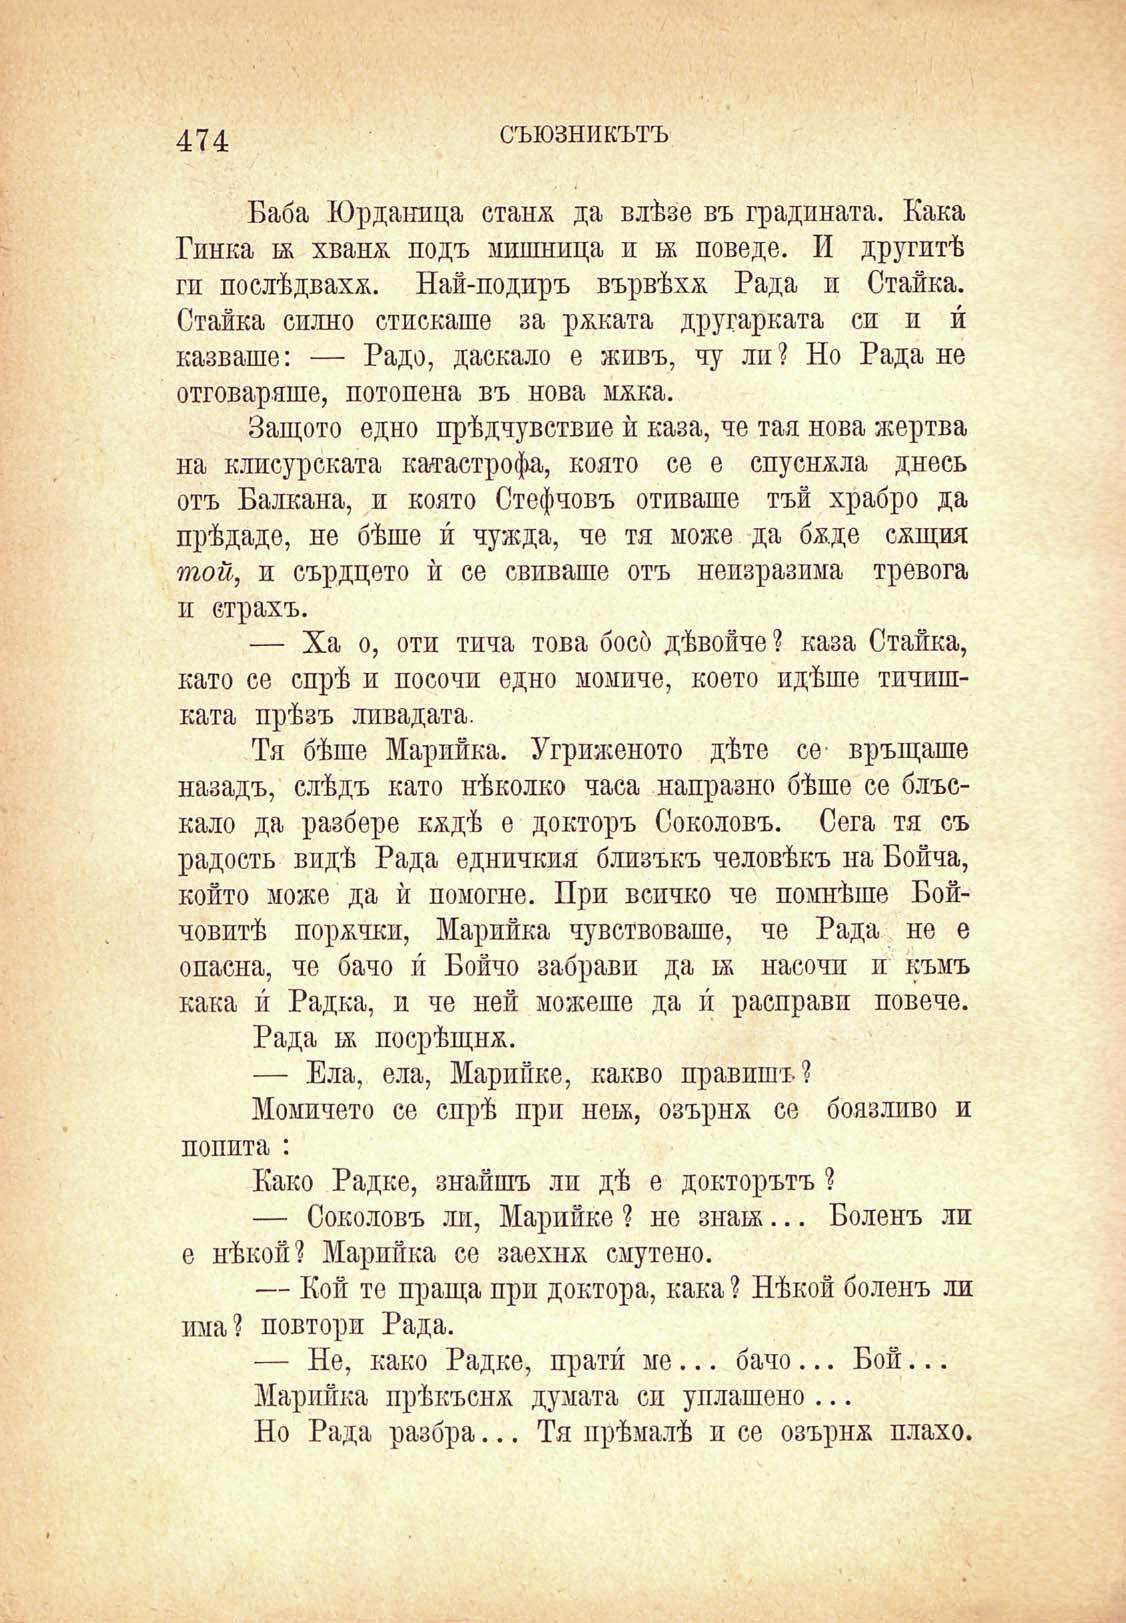 474
СЪЮЗНИКЪТЪ
Баба Юрданица станѫ да влѣзе въ градината. Кака
Гинка ѭ хванѫ подъ мишница и ѭ поведе. И другитѣ
ги послѣдвахѫ. Най-подиръ вървѣхѫ Рада и Стайка.
Стайка силно стискаше за рѫката другарката си и ѝ
казваше: — Радо, даскало е живъ, чу ли? Но Рада не
отговаряше, потопена въ нова мѫка.
Защото едно прѣдчувствие ѝ каза, че тая нова жертва
на клисурската катастрофа, която се е спуснѫла днесь
отъ Балкана, и която Стефчовъ отиваше тъй храбро да
прѣдаде, не бѣше ѝ чужда, че тя може да бѫде сѫщия
той, и сърдцето ѝ се свиваше отъ неизразима тревога
и страхъ.
— Ха о, оти тича това босо̀ дѣвойче? каза Стайка,
като се спрѣ и посочи едно момиче, което идѣше тичиш-
ката прѣзъ ливадата.
Тя бѣше Марийка. Угриженото дѣте се връщаше
назадъ, слѣдъ като нѣколко часа напразно бѣше се блъс-
кало да разбере кѫдѣ е докторъ Соколовъ. Сега тя съ
радость видѣ Рада едничкия близъкъ человѣкъ на Бойча,
който може да ѝ помогне. При всичко че помнѣше Бой-
човитѣ порѫчки, Марийка чувствоваше, че Рада не е
опасна, че бачо ѝ Бойчо забрави да ѭ насочи и къмъ
кака ѝ Радка, и че ней можеше да ѝ расправи повече.
Рада ѭ посрѣщнѫ.
— Ела, ела, Марийке, какво правишъ?
Момичето се спрѣ при неѭ, озърнѫ се боязливо и
попита :
Како Радке, знайшъ ли дѣ е докторътъ?
— Соколовъ ли, Марийке? не знаѭ... Боленъ ли
е нѣкой? Марийка се заехнѫ смутено.
— Кой те праща при доктора, кака? Нѣкой боленъ ли
има? повтори Рада.
— Не, како Радке, прати́ ме... бачо... Бой...
Марийка прѣкъснѫ думата си уплашено ...
Но Рада разбра... Тя прѣмалѣ и се озърнѫ плахо.